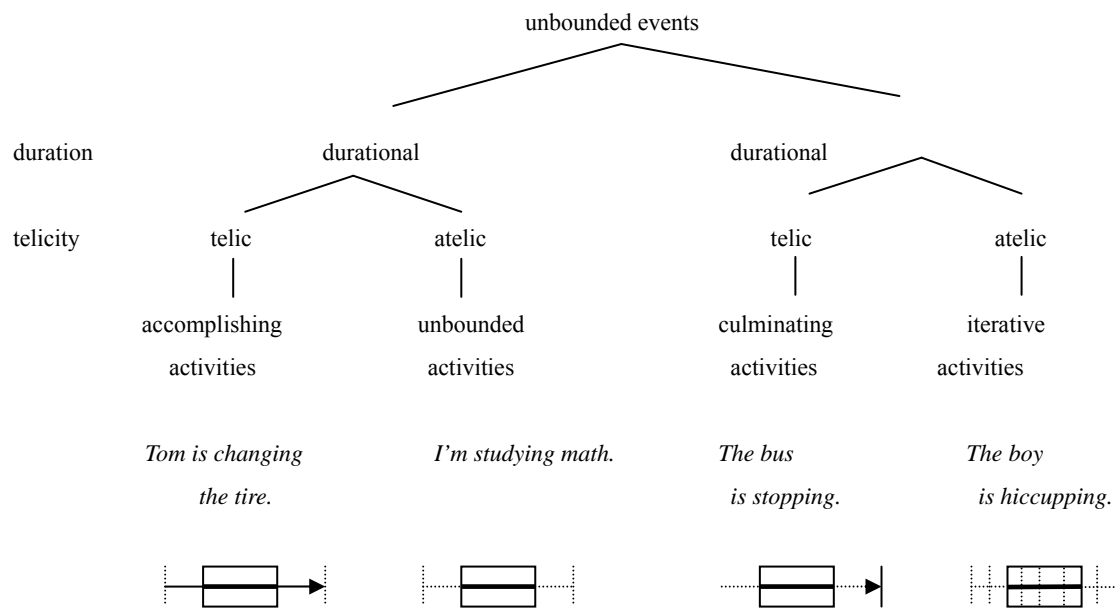 unbounded events
duration durational durational
telicity telic atelic telic atelic
accomplishing unbounded culminating iterative
activities activities activities activities
Tom is changing I'm studying math. The bus The boy
the tire. is stopping. is hiccupping.